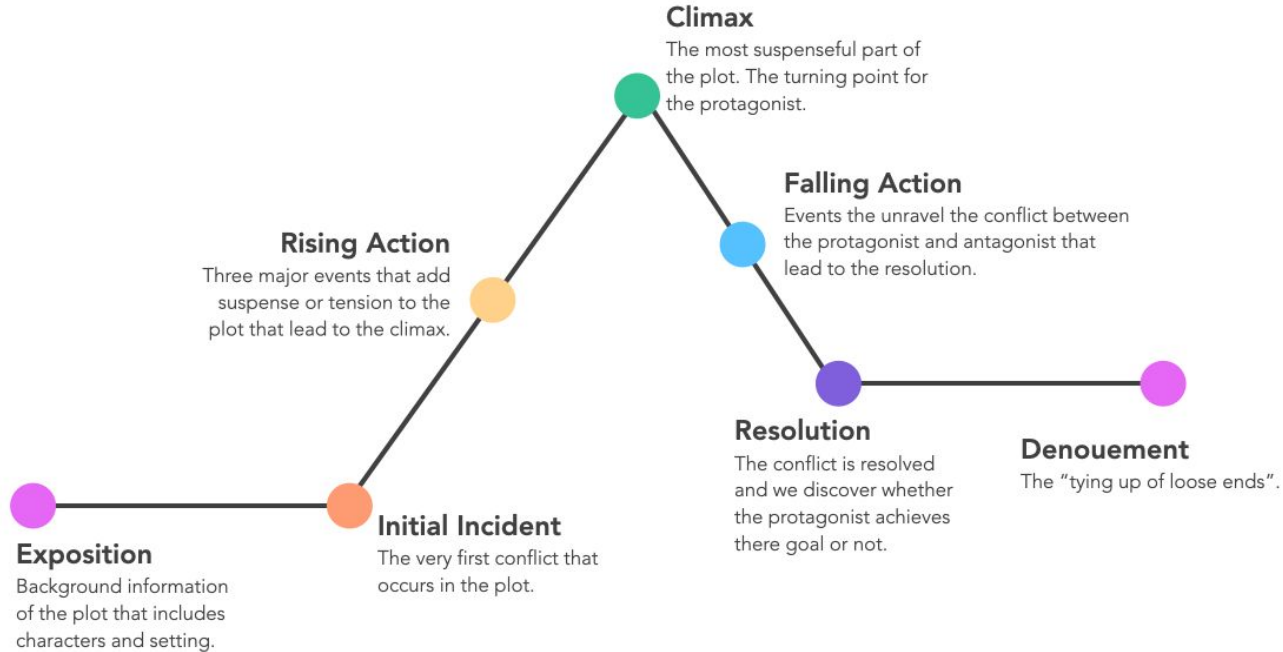 Climax
The most suspenseful part of
the plot. The turning point for
the protagonist.
Falling Action
Events the unravel the conflict between
the protagonist and antagonist that
lead to the resolution.
Rising Action
Three major events that add
suspense or tension to the
plot that lead to the climax.
Resolution
The conflict is resolved
and we discover whether
the protagonist achieves
there goal or not.
Denouement
The “tying up of loose ends”.
Initial Incident
The very first conflict that
occurs in the plot.
Exposition
Background information
of the plot that includes
characters and setting.